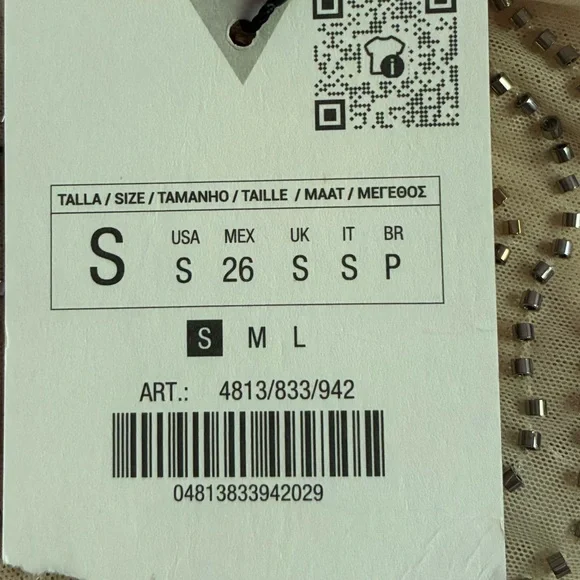 TALLA / SIZE / TAMANHO / TAILLE / MAAT / ΜΕΓΕΘΟΣ
USA MEX UK IT BR
S S 26 S S P
S M L
ART.: 4813/833/942
04813833942029